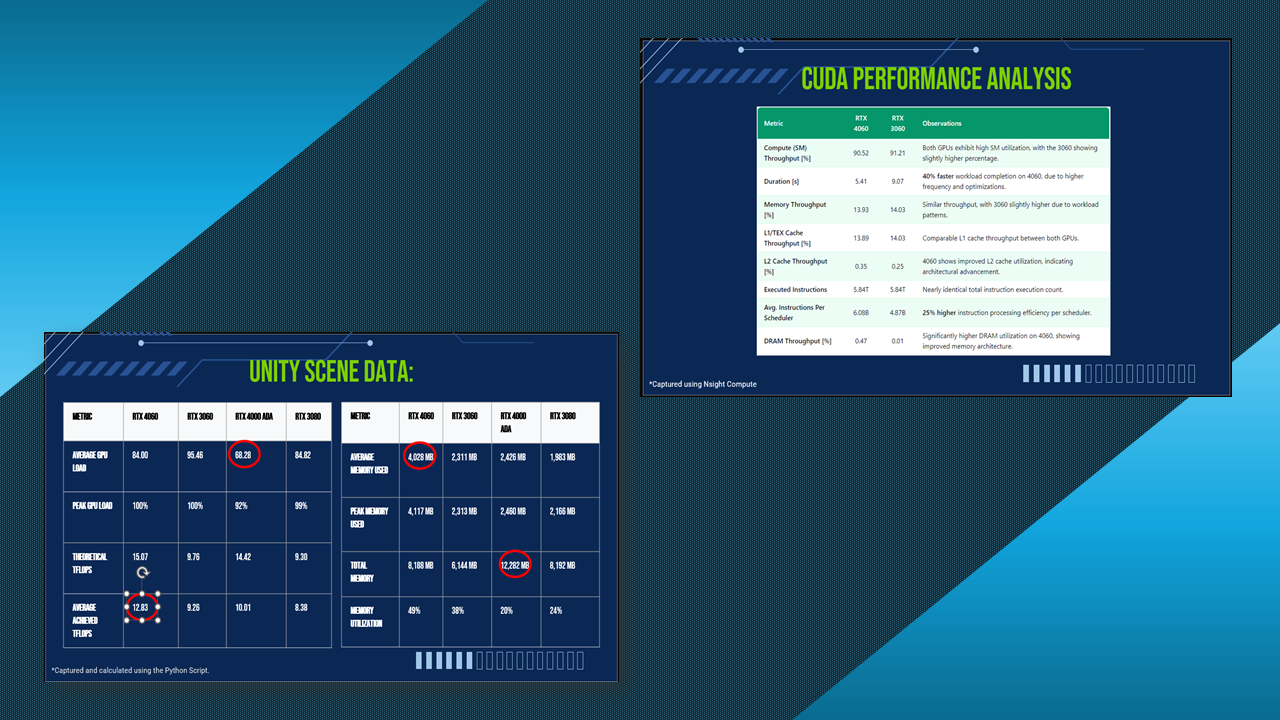 CUDA PERFORMANCE ANALYSIS
Metric RTX 4060 RTX 3060 Observations
Compute (SM) Throughput [%] 90.52 91.21 Both GPUs exhibit high SM utilization, with the 3060 showing slightly higher percentage.
Duration [s] 5.41 9.07 40% faster workload completion on 4060, due to higher frequency and optimizations.
Memory Throughput [%] 13.93 14.03 Similar throughput, with 3060 slightly higher due to workload patterns.
L1/TEX Cache Throughput [%] 13.89 14.03 Comparable L1 cache throughput between both GPUs.
L2 Cache Throughput [%] 0.35 0.25 4060 shows improved L2 cache utilization, indicating architectural advancement.
Executed Instructions 5.84T 5.84T Nearly identical total instruction execution count.
Avg. Instructions Per Scheduler 6.08B 4.87B 25% higher instruction processing efficiency per scheduler.
DRAM Throughput [%] 0.47 0.01 Significantly higher DRAM utilization on 4060, showing improved memory architecture.
*Captured using Nsight Compute
UNITY SCENE DATA:
METRIC RTX 4060 RTX 3060 RTX 4000 ADA RTX 3080
AVERAGE GPU LOAD 84.00 95.46 68.28 84.82
PEAK GPU LOAD 100% 100% 92% 99%
THEORETICAL TFLOPS 15.07 9.76 14.42 9.30
AVERAGE ACHIEVED TFLOPS 12.83 9.26 10.01 8.38
METRIC RTX 4060 RTX 3060 RTX 4000 ADA RTX 3080
AVERAGE MEMORY USED 4,028 MB 2,311 MB 2,426 MB 1,983 MB
PEAK MEMORY USED 4,117 MB 2,313 MB 2,460 MB 2,166 MB
TOTAL MEMORY 8,188 MB 6,144 MB 12,282 MB 8,192 MB
MEMORY UTILIZATION 49% 38% 20% 24%
*Captured and calculated using the Python Script.